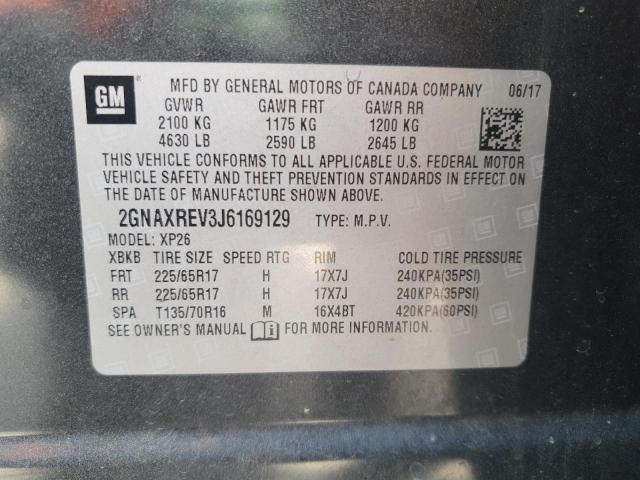 GM
MFD BY GENERAL MOTORS OF CANADA COMPANY 06/17
GVWR GAWR FRT GAWR RR
2100 KG 1175 KG 1200 KG
4630 LB 2590 LB 2645 LB
THIS VEHICLE CONFORMS TO ALL APPLICABLE U.S. FEDERAL MOTOR
VEHICLE SAFETY AND THEFT PREVENTION STANDARDS IN EFFECT ON
THE DATE OF MANUFACTURE SHOWN ABOVE.
2GNAXREV3J6169129 TYPE: M.P.V.
MODEL: XP26
XBKB TIRE SIZE SPEED RTG RIM COLD TIRE PRESSURE
FRT 225/65R17 H 17X7J 240KPA(35PSI)
RR 225/65R17 H 17X7J 240KPA(35PSI)
SPA T135/70R16 M 16X4BT 420KPA(60PSI)
SEE OWNER'S MANUAL FOR MORE INFORMATION.